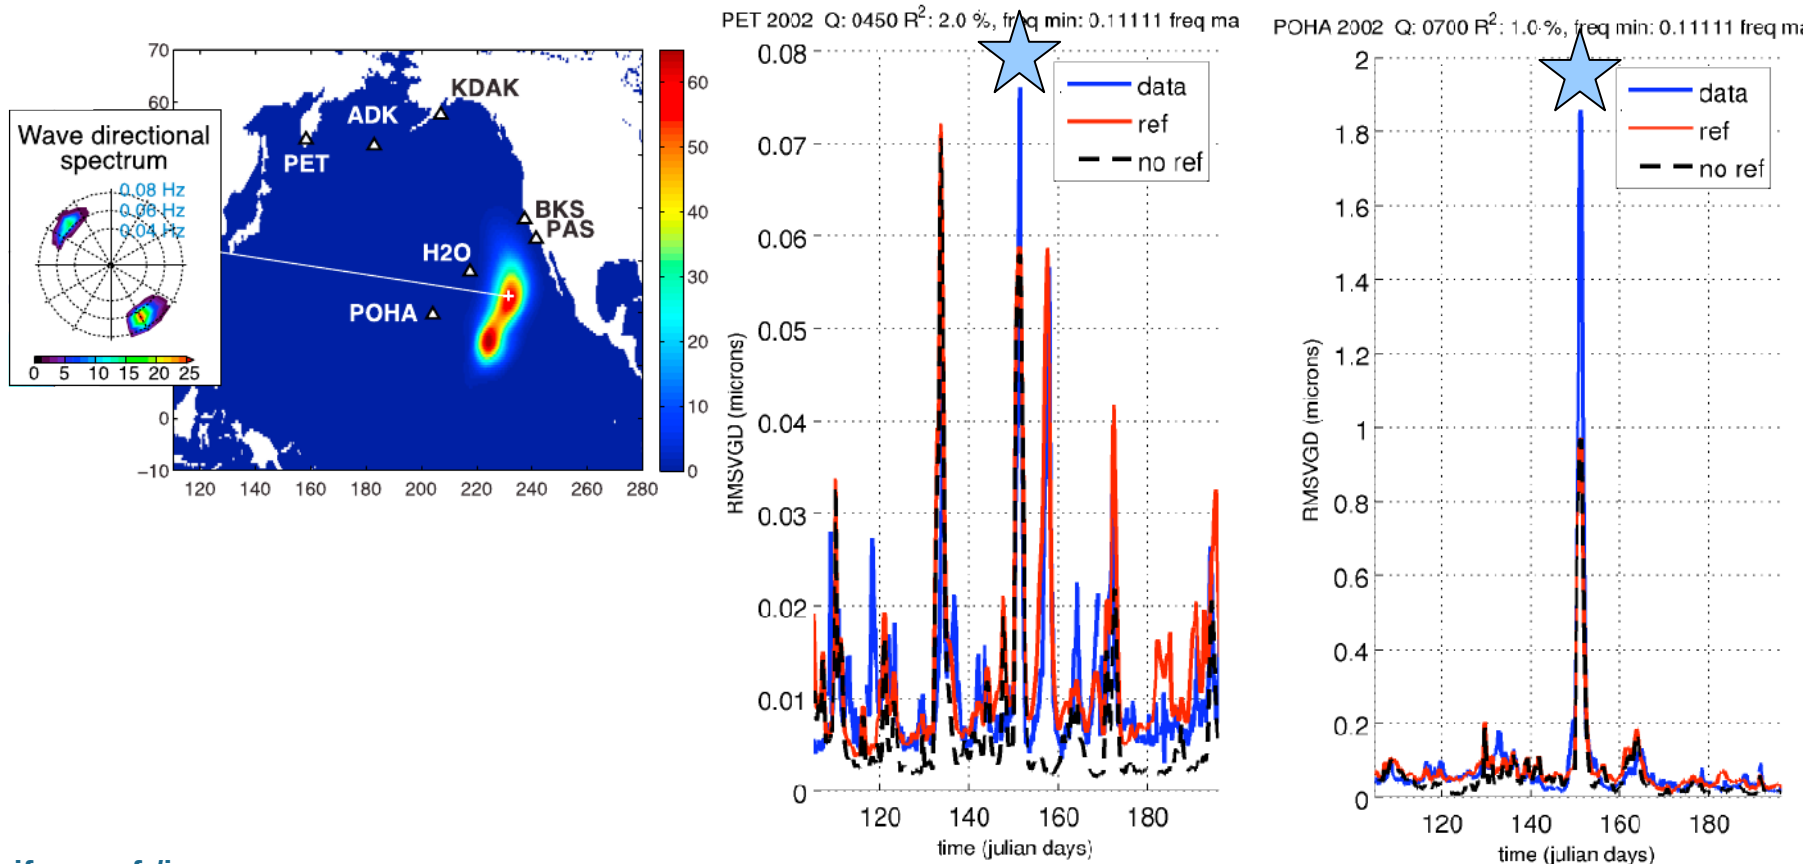 Wave directional
spectrum
0.08 Hz
0.06 Hz
0.04 Hz
0 5 10 15 20 25
70
60
0
−10
120 140 160 180 200 220 240 260 280
KDAK
ADK
PET
BKS
PAS
H2O
POHA
60
50
40
30
20
10
0
PET 2002 Q: 0450 R²: 2.0 %, freq min: 0.11111 freq ma
data
ref
no ref
0.08
0.07
0.06
0.05
0.04
0.03
0.02
0.01
0
RMSVGD (microns)
120 140 160 180
time (julian days)
POHA 2002 Q: 0700 R²: 1.0 %, freq min: 0.11111 freq ma
data
ref
no ref
2
1.8
1.6
1.4
1.2
1
0.8
0.6
0.4
0.2
0
RMSVGD (microns)
120 140 160 180
time (julian days)